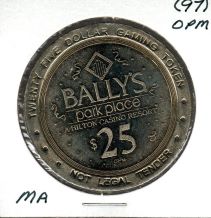 (97)
OPM
TWENTY FIVE DOLLAR GAMING TOKEN
BALLY'S
park place
A HILTON CASINO RESORT
$25
NOT LEGAL TENDER
MA